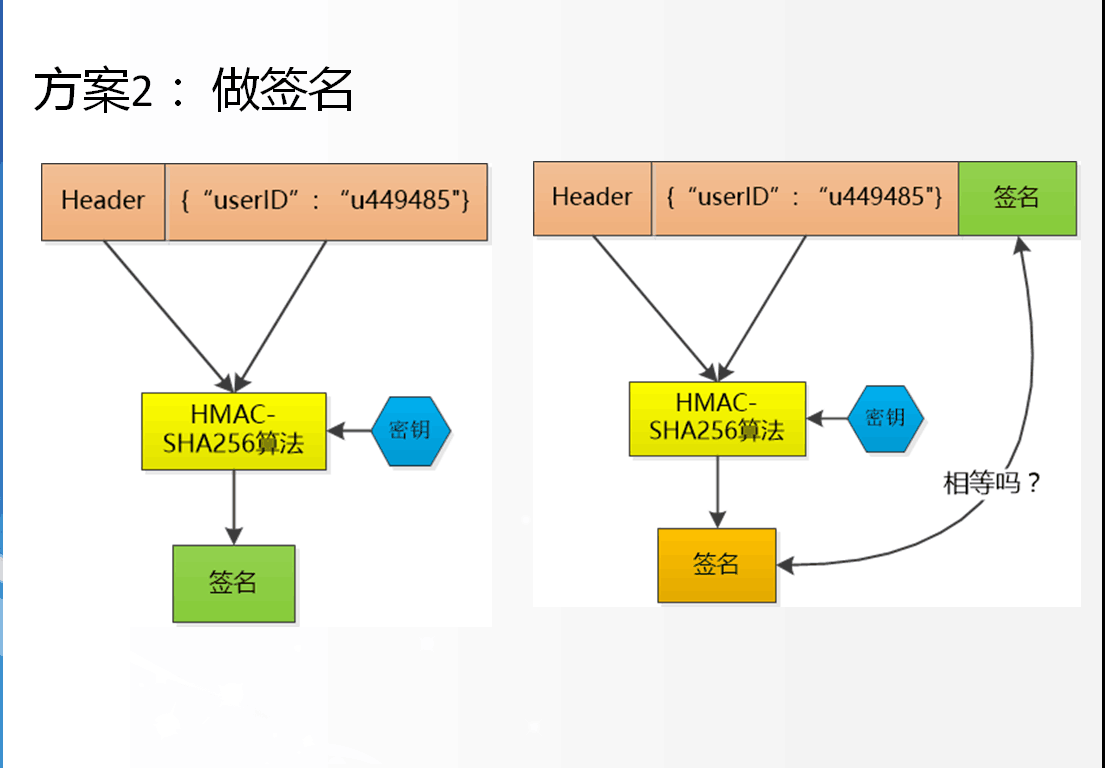 方案2： 做签名
Header
{“userID”：“u449485"}
HMAC-
SHA256算法
密钥
签名
Header
{“userID”：“u449485"}
签名
HMAC-
SHA256算法
密钥
相等吗？
签名